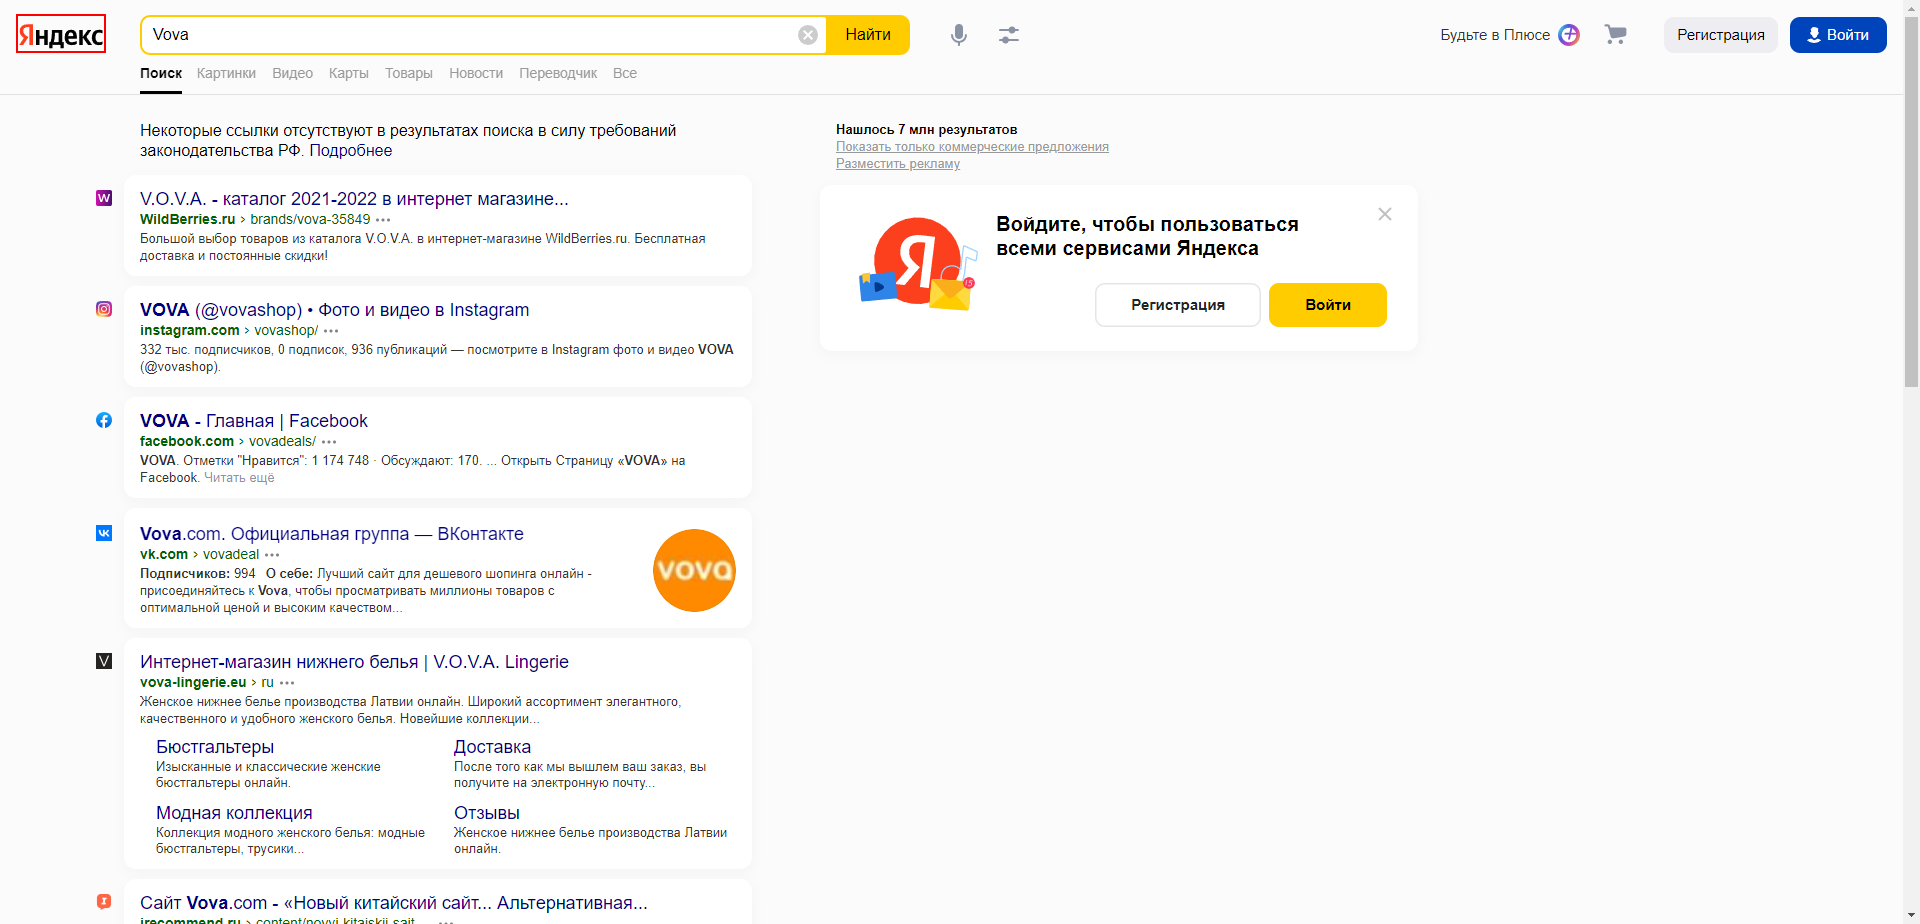 Яндекс
Vova
Найти
Будьте в Плюсе
Регистрация
Войти
Поиск Картинки Видео Карты Товары Новости Переводчик Все
Некоторые ссылки отсутствуют в результатах поиска в силу требований
законодательства РФ. Подробнее
V.O.V.A. - каталог 2021-2022 в интернет магазине...
WildBerries.ru › brands/vova-35849
Большой выбор товаров из каталога V.O.V.A. в интернет-магазине WildBerries.ru. Бесплатная
доставка и постоянные скидки!
VOVA (@vovashop) • Фото и видео в Instagram
instagram.com › vovashop/
332 тыс. подписчиков, 0 подписок, 936 публикаций — посмотрите в Instagram фото и видео VOVA
(@vovashop).
VOVA - Главная | Facebook
facebook.com › vovadeals/
VOVA. Отметки "Нравится": 1 174 748 · Обсуждают: 170. ... Открыть Страницу «VOVA» на
Facebook. Читать ещё
Vova.com. Официальная группа — ВКонтакте
vk.com › vovadeal
Подписчиков: 994 О себе: Лучший сайт для дешевого шопинга онлайн -
присоединяйтесь к Vova, чтобы просматривать миллионы товаров с
оптимальной ценой и высоким качеством...
vova
Интернет-магазин нижнего белья | V.O.V.A. Lingerie
vova-lingerie.eu › ru
Женское нижнее белье производства Латвии онлайн. Широкий ассортимент элегантного,
качественного и удобного женского белья. Новейшие коллекции...
Бюстгальтеры
Изысканные и классические женские
бюстгальтеры онлайн.
Доставка
После того как мы вышлем ваш заказ, вы
получите на электронную почту...
Модная коллекция
Коллекция модного женского белья: модные
бюстгальтеры, трусики...
Отзывы
Женское нижнее белье производства Латвии
онлайн.
Сайт Vova.com - «Новый китайский сайт... Альтернативная...
irecommend.ru › content/novyi-kitaiskii-sait...
Нашлось 7 млн результатов
Показать только коммерческие предложения
Разместить рекламу
Я
15
Войдите, чтобы пользоваться
всеми сервисами Яндекса
Регистрация
Войти